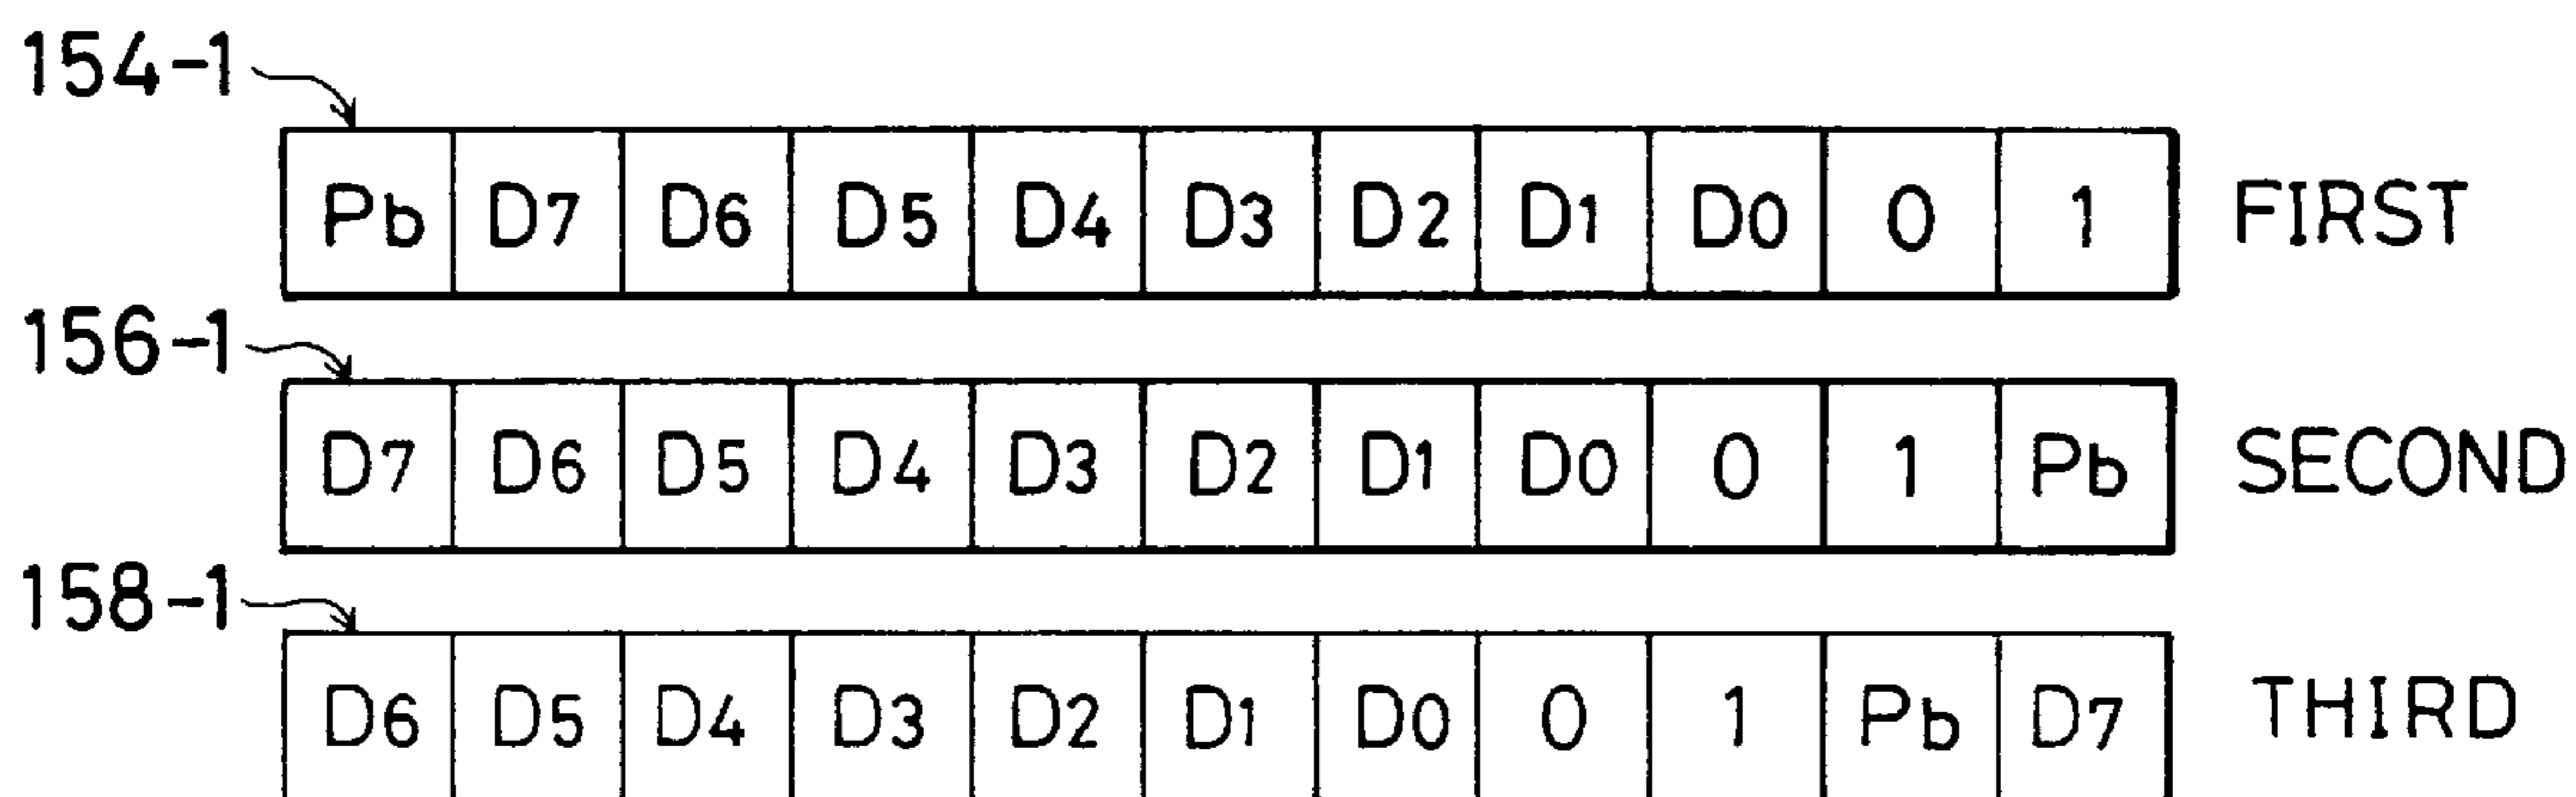 154-1
Pb D7 D6 D5 D4 D3 D2 D1 D0 0 1 FIRST
156-1
D7 D6 D5 D4 D3 D2 D1 D0 0 1 Pb SECOND
158-1
D6 D5 D4 D3 D2 D1 D0 0 1 Pb D7 THIRD